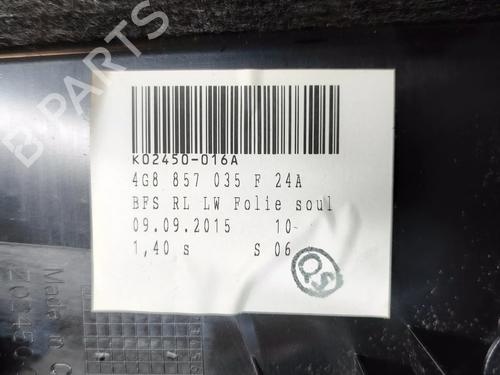 K02450-016A
4G8 857 035 F 24A
BFS RL LW Folie soul
09.09.2015 10-
1,40 s S 06
QS
Made in
B PARTS